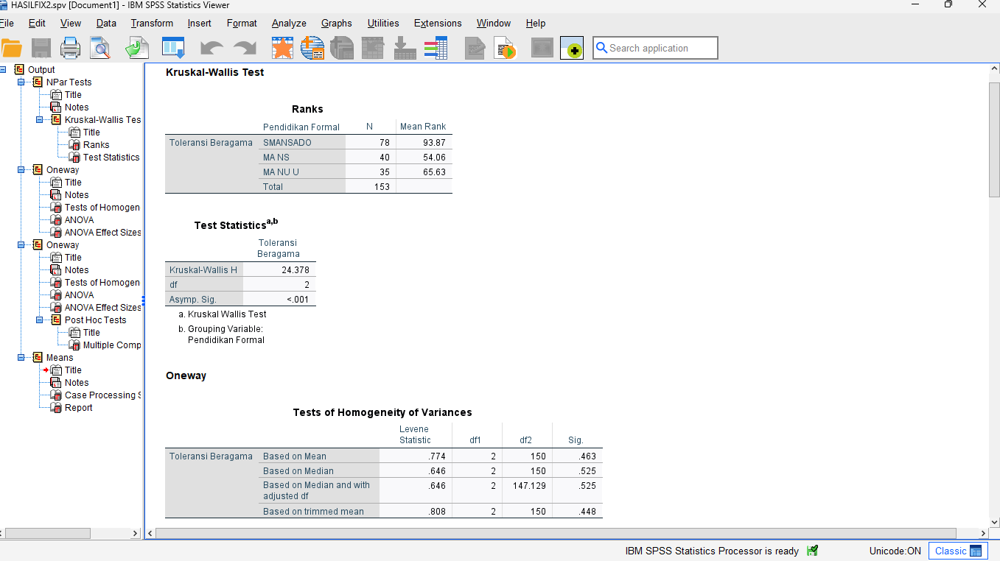 HASILFIX2.spv [Document1] - IBM SPSS Statistics Viewer
File Edit View Data Transform Insert Format Analyze Graphs Utilities Extensions Window Help
Search application
Output
NPar Tests
Title
Notes
Kruskal-Wallis Tes
Title
Ranks
Test Statistics
Oneway
Title
Notes
Tests of Homogen
ANOVA
ANOVA Effect Sizes
Oneway
Title
Notes
Tests of Homogen
ANOVA
ANOVA Effect Sizes
Post Hoc Tests
Title
Multiple Comp
Means
Title
Notes
Case Processing S
Report
Kruskal-Wallis Test
Ranks
Pendidikan Formal N Mean Rank
Toleransi Beragama SMANSADO 78 93.87
MA NS 40 54.06
MA NU U 35 65.63
Total 153
Test Statistics a,b
Toleransi
Beragama
Kruskal-Wallis H 24.378
df 2
Asymp. Sig. <.001
a. Kruskal Wallis Test
b. Grouping Variable:
Pendidikan Formal
Oneway
Tests of Homogeneity of Variances
Levene
Statistic df1 df2 Sig.
Toleransi Beragama Based on Mean .774 2 150 .463
Based on Median .646 2 150 .525
Based on Median and with
adjusted df .646 2 147.129 .525
Based on trimmed mean .808 2 150 .448
IBM SPSS Statistics Processor is ready Unicode:ON Classic